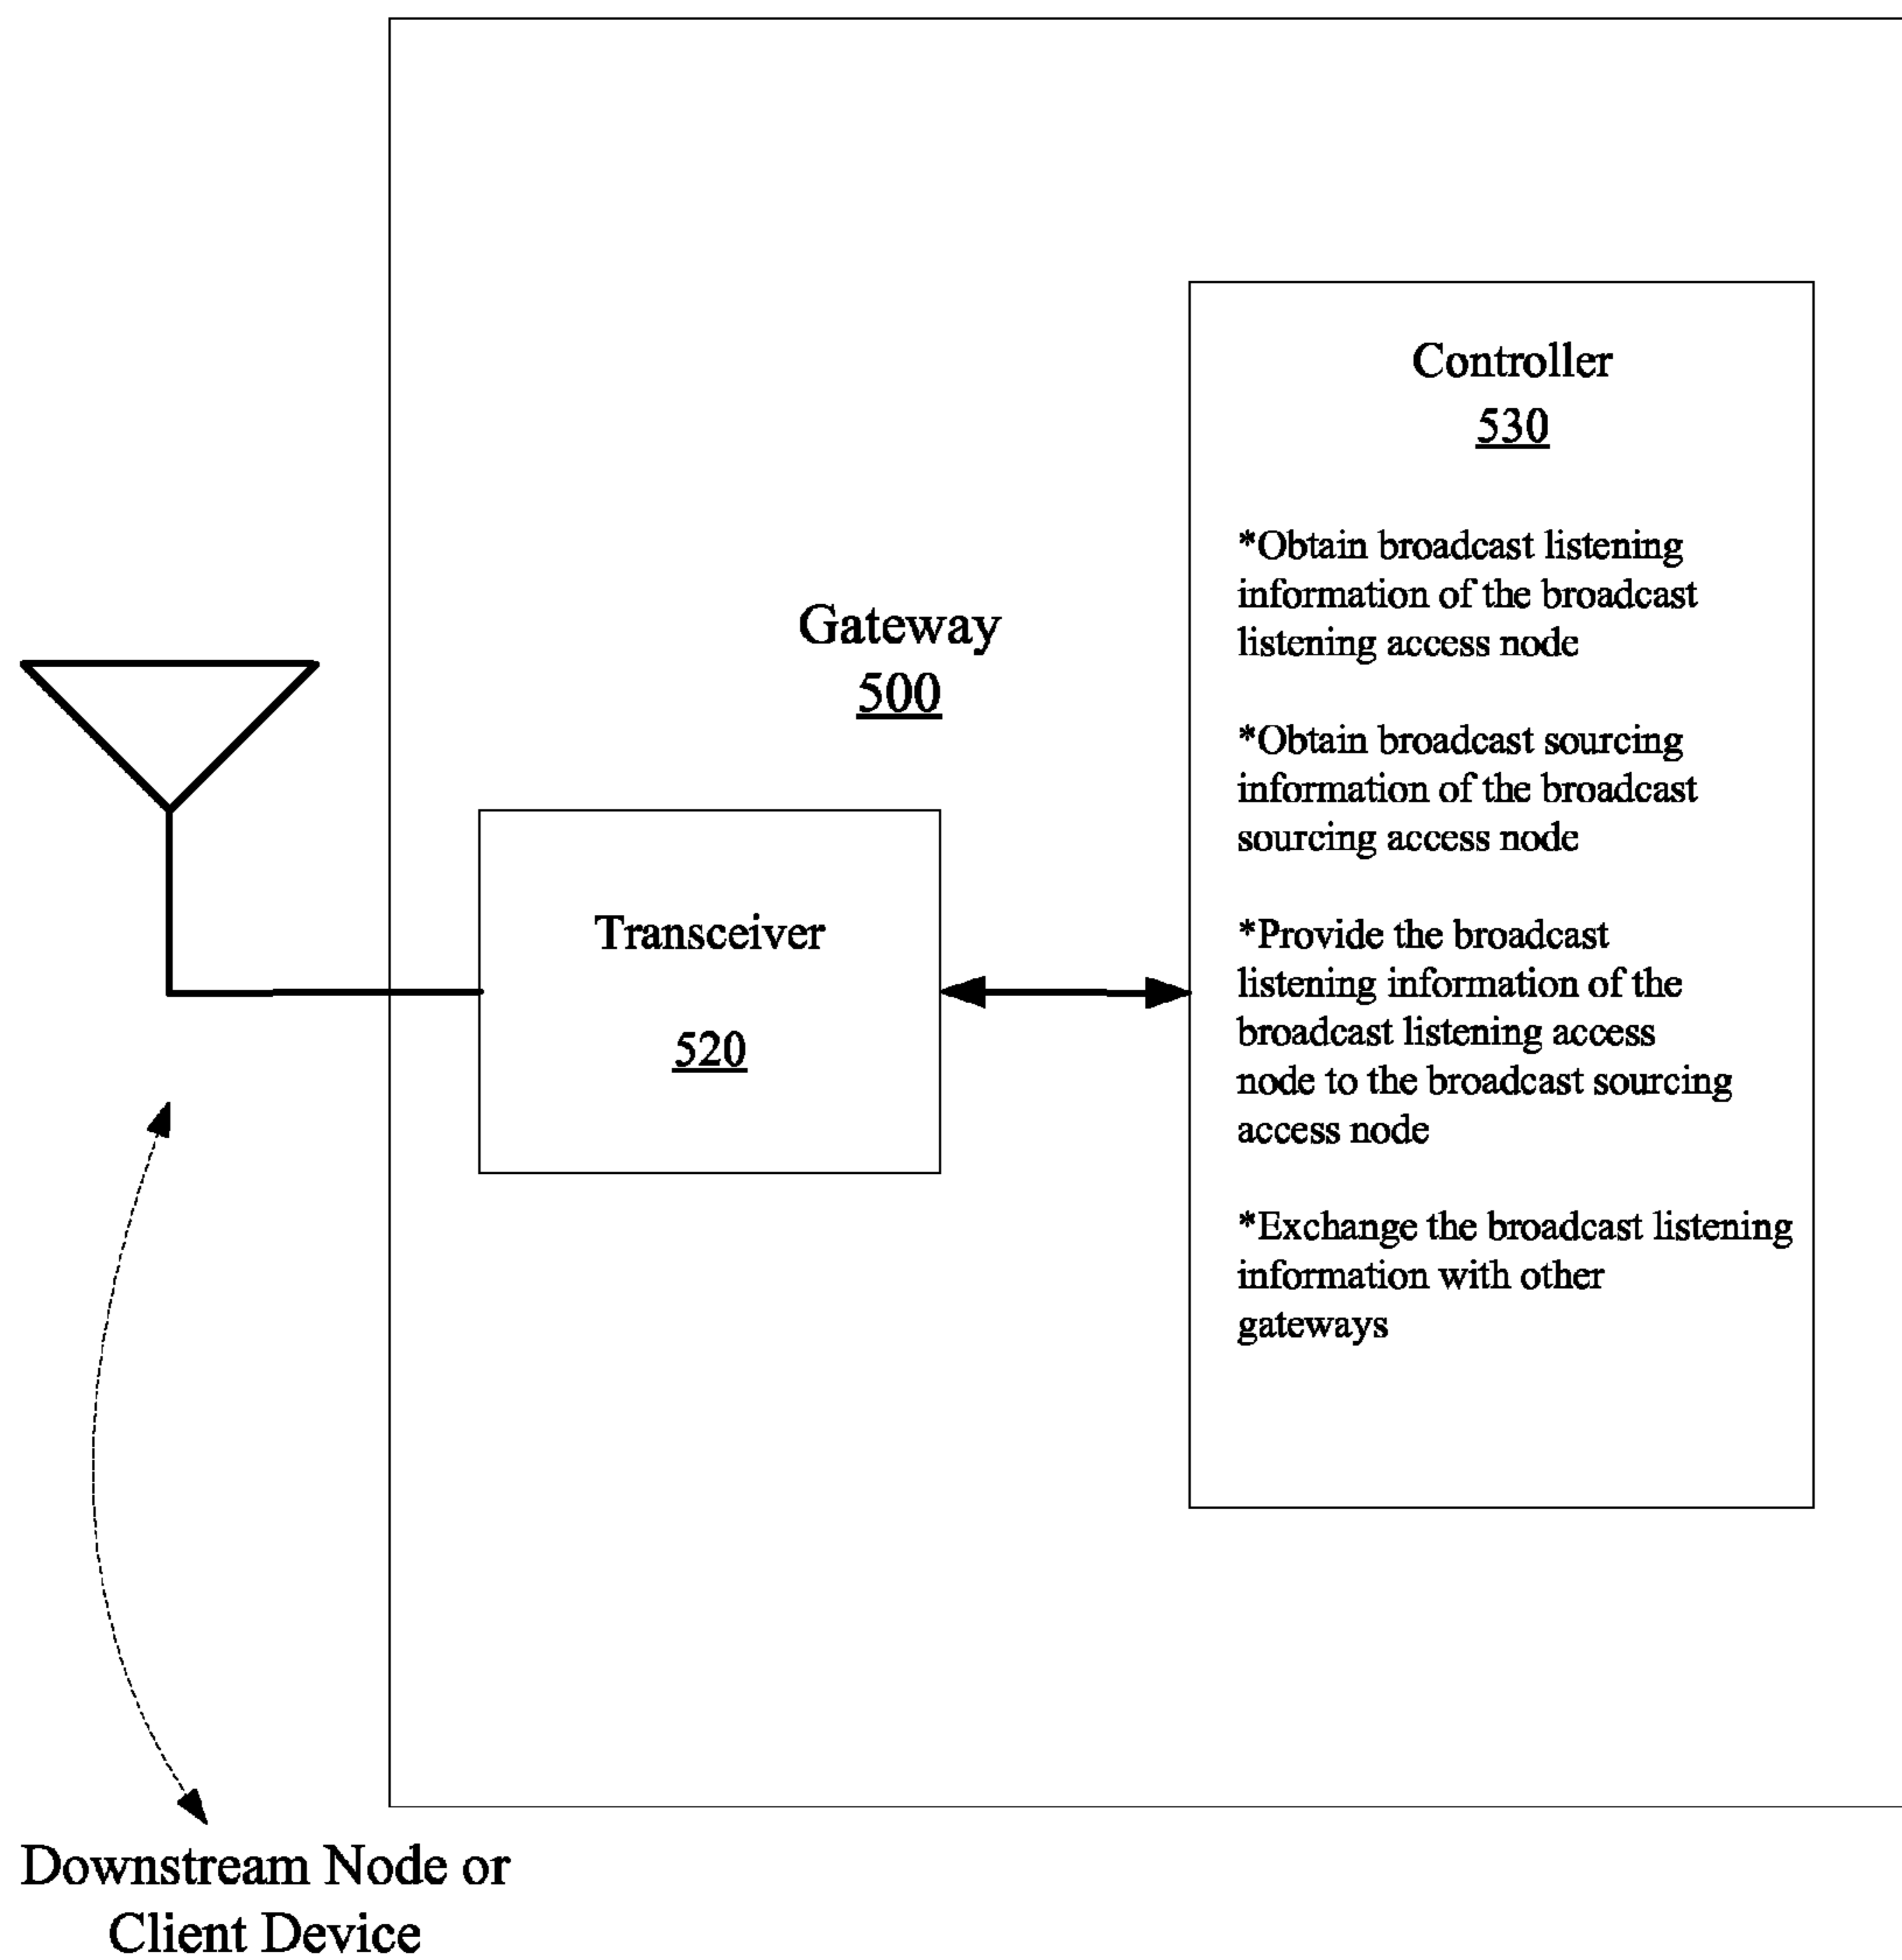 Controller
530
*Obtain broadcast listening
information of the broadcast
listening access node
*Obtain broadcast sourcing
information of the broadcast
sourcing access node
*Provide the broadcast
listening information of the
broadcast listening access
node to the broadcast sourcing
access node
*Exchange the broadcast listening
information with other
gateways
Gateway
500
Transceiver
520
Downstream Node or
Client Device